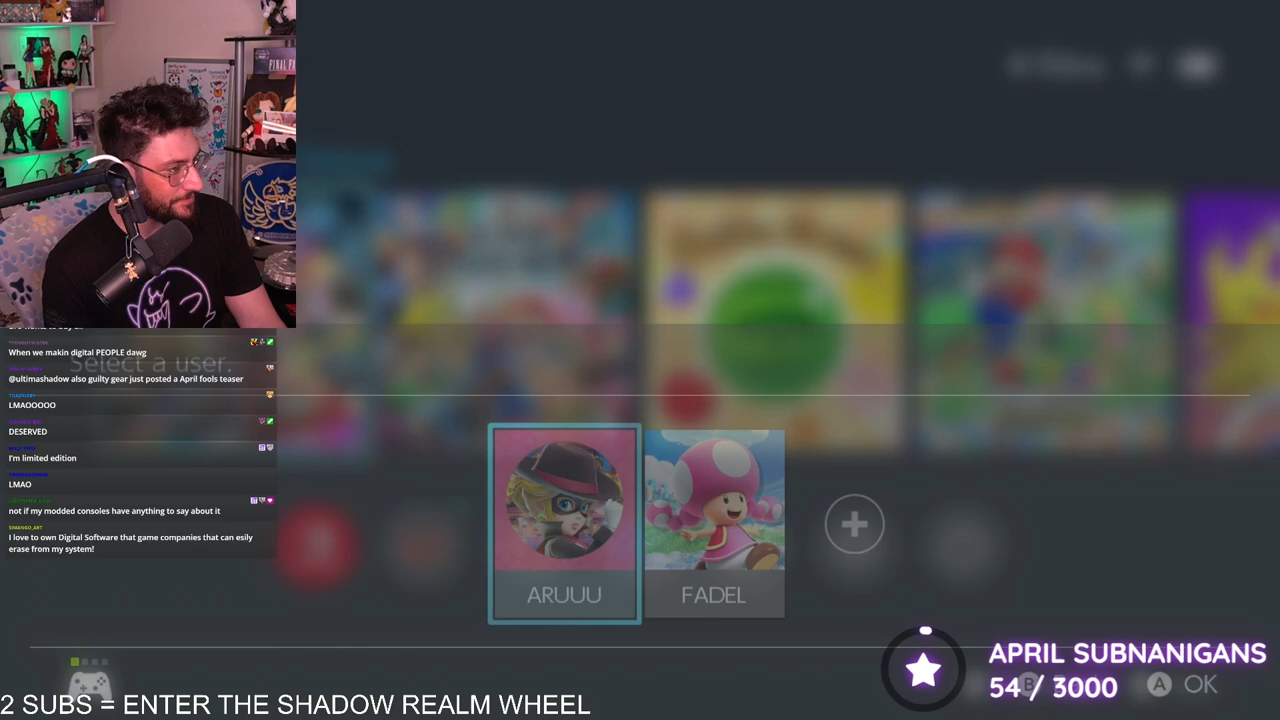 FINAL
When we makin digital PEOPLE dawg
Select a user.
@ultimashadow also guilty gear just posted a April fools teaser
LMAOOOOO
DESERVED
I'm limited edition
LMAO
not if my modded consoles have anything to say about it
SIMANGO_ART
I love to own Digital Software that game companies that can esily
erase from my system!
ARUUU
FADEL
APRIL SUBNANIGANS
54 / 3000
B
A OK
2 SUBS = ENTER THE SHADOW REALM WHEEL